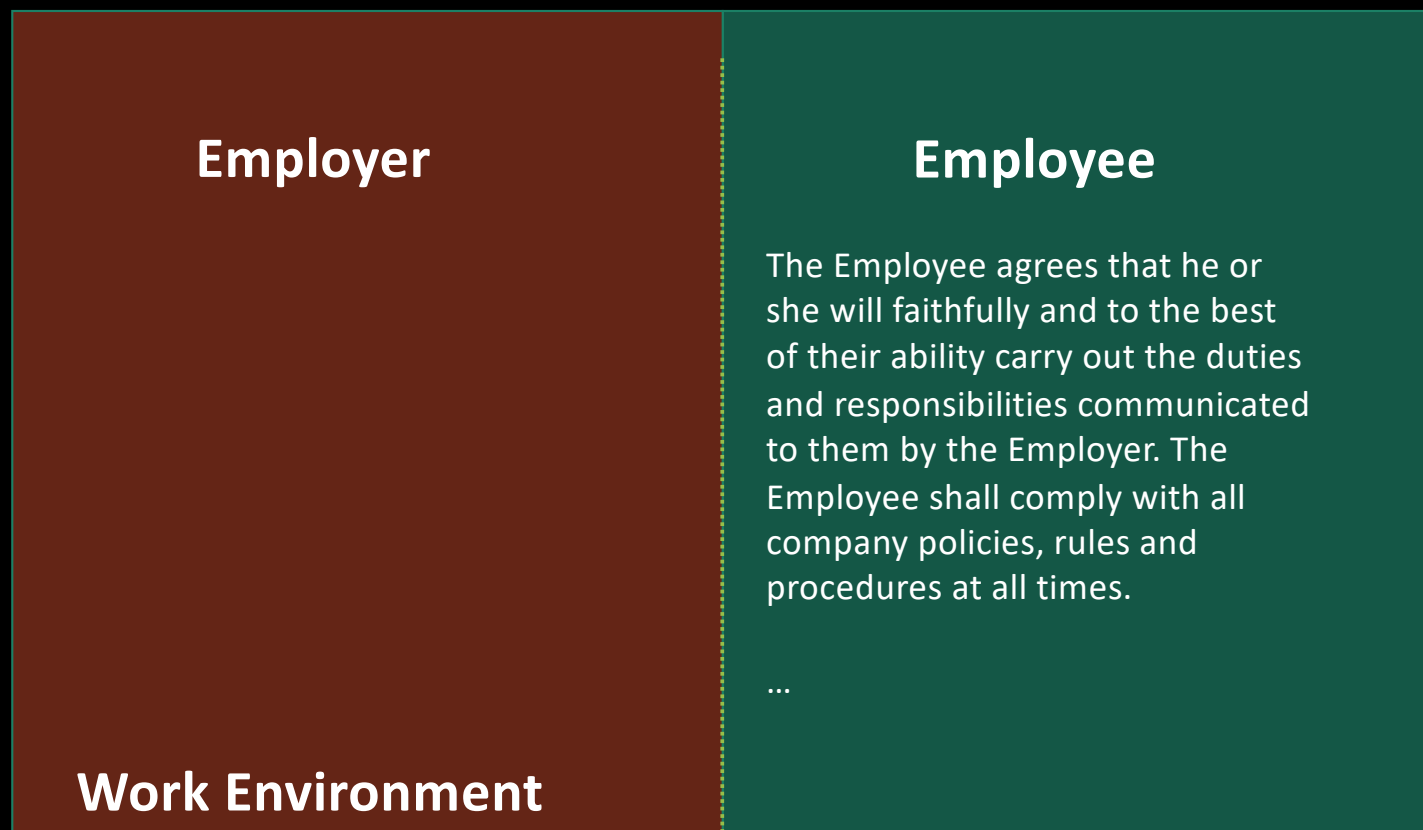 Employer
Employee
The Employee agrees that he or
she will faithfully and to the best
of their ability carry out the duties
and responsibilities communicated
to them by the Employer. The
Employee shall comply with all
company policies, rules and
procedures at all times.
...
Work Environment